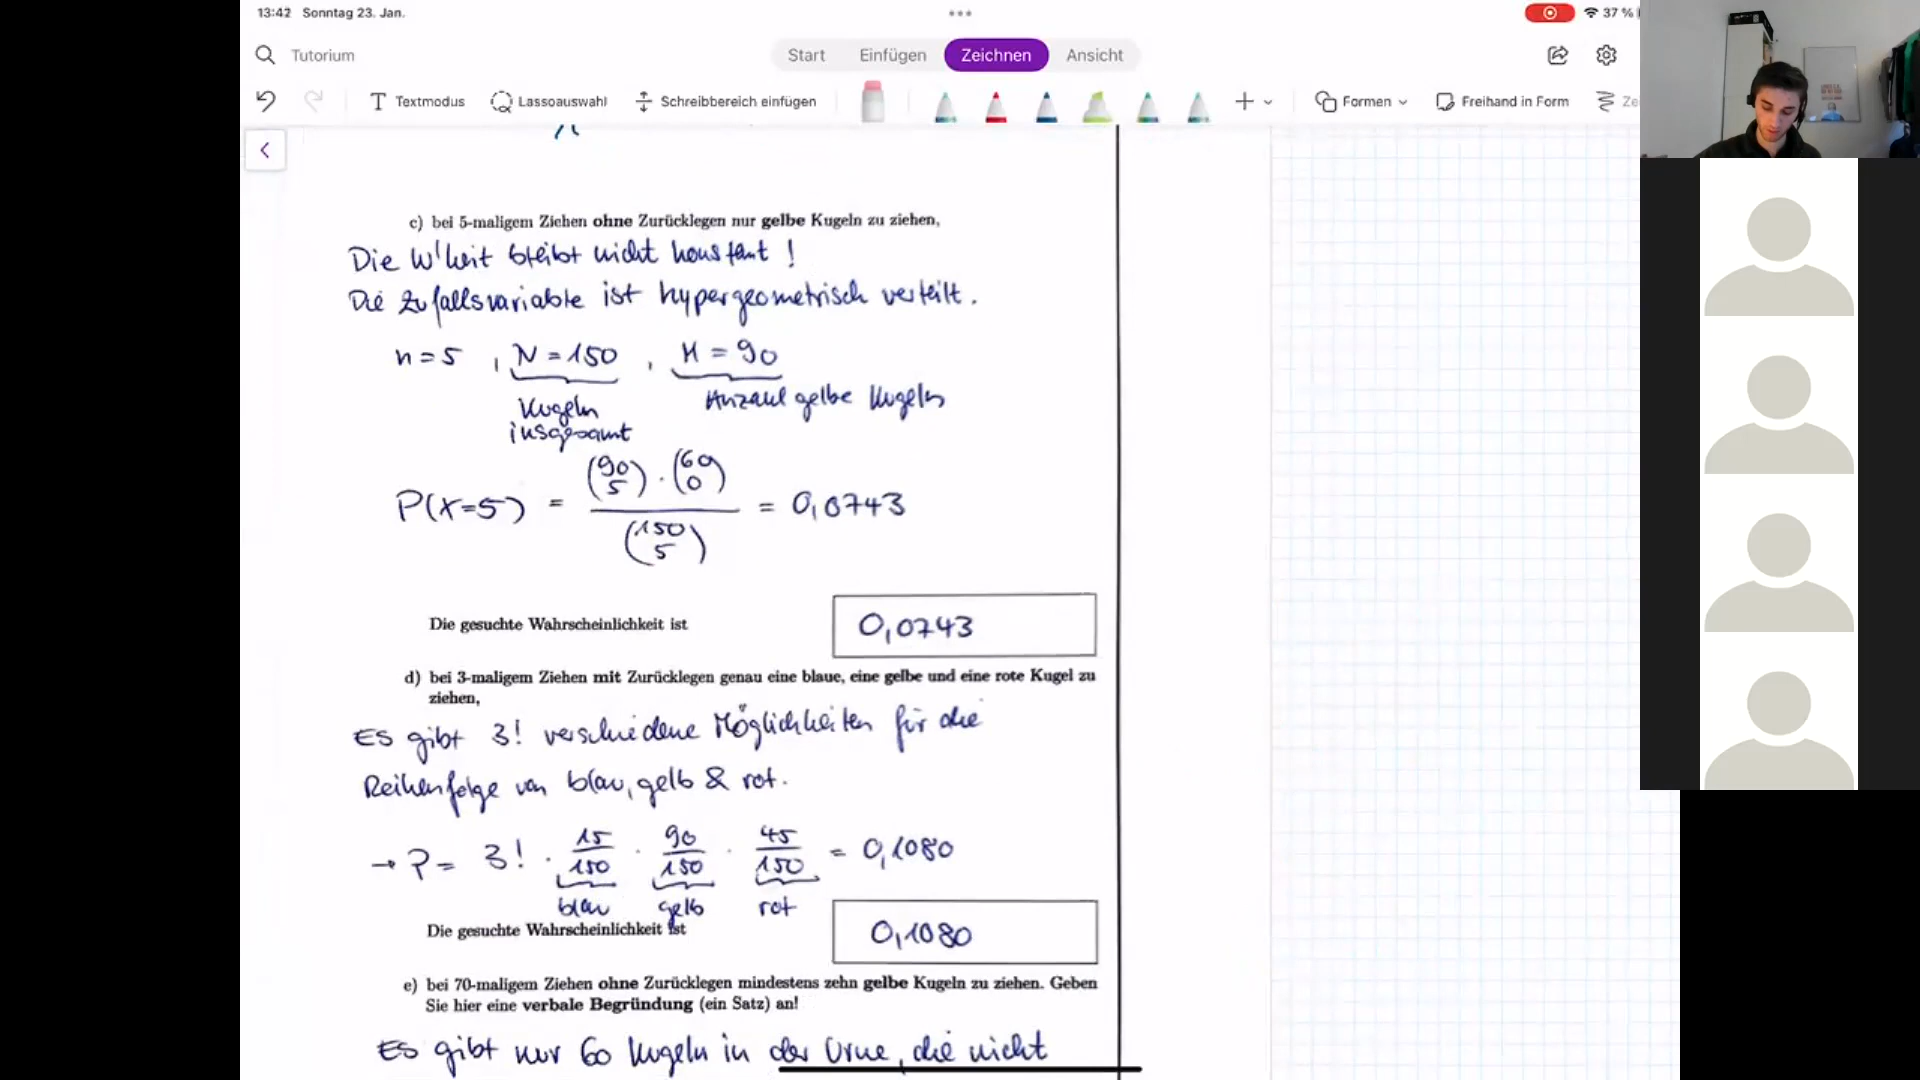 13:42 Sonntag 23. Jan.
37 %
Tutorium
Start Einfügen Zeichnen Ansicht
Textmodus Lassoauswahl Schreibbereich einfügen Formen Freihand in Form
c) bei 5-maligem Ziehen ohne Zurücklegen nur gelbe Kugeln zu ziehen,
Die W'keit bleibt nicht konstant !
Die Zufallsvariable ist hypergeometrisch verteilt.
n = 5 , N = 150 , M = 90
Kugeln insgesamt
Anzahl gelbe Kugeln
P(X=5) = (90 5) · (60 0) / (150 5) = 0,0743
Die gesuchte Wahrscheinlichkeit ist 0,0743
d) bei 3-maligem Ziehen mit Zurücklegen genau eine blaue, eine gelbe und eine rote Kugel zu
ziehen,
Es gibt 3! verschiedene Möglichkeiten für die
Reihenfolge von blau, gelb & rot.
→ P = 3! · 15/150 · 90/150 · 45/150 = 0,1080
blau gelb rot
Die gesuchte Wahrscheinlichkeit ist 0,1080
e) bei 70-maligem Ziehen ohne Zurücklegen mindestens zehn gelbe Kugeln zu ziehen. Geben
Sie hier eine verbale Begründung (ein Satz) an!
Es gibt nur 60 Kugeln in der Urne, die nicht